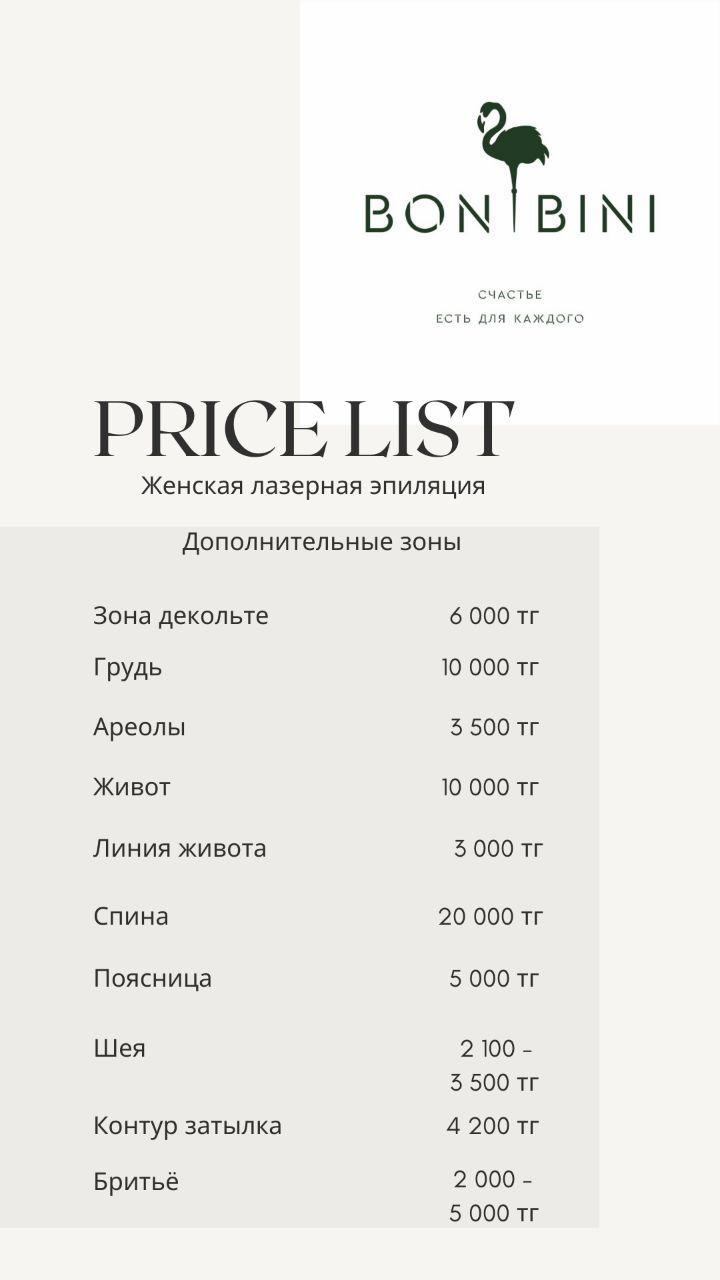 BON BINI
СЧАСТЬЕ
ЕСТЬ ДЛЯ КАЖДОГО
PRICE LIST
Женская лазерная эпиляция
Дополнительные зоны
Зона декольте 6 000 тг
Грудь 10 000 тг
Ареолы 3 500 тг
Живот 10 000 тг
Линия живота 3 000 тг
Спина 20 000 тг
Поясница 5 000 тг
Шея 2 100 –
3 500 тг
Контур затылка 4 200 тг
Бритьё 2 000 –
5 000 тг